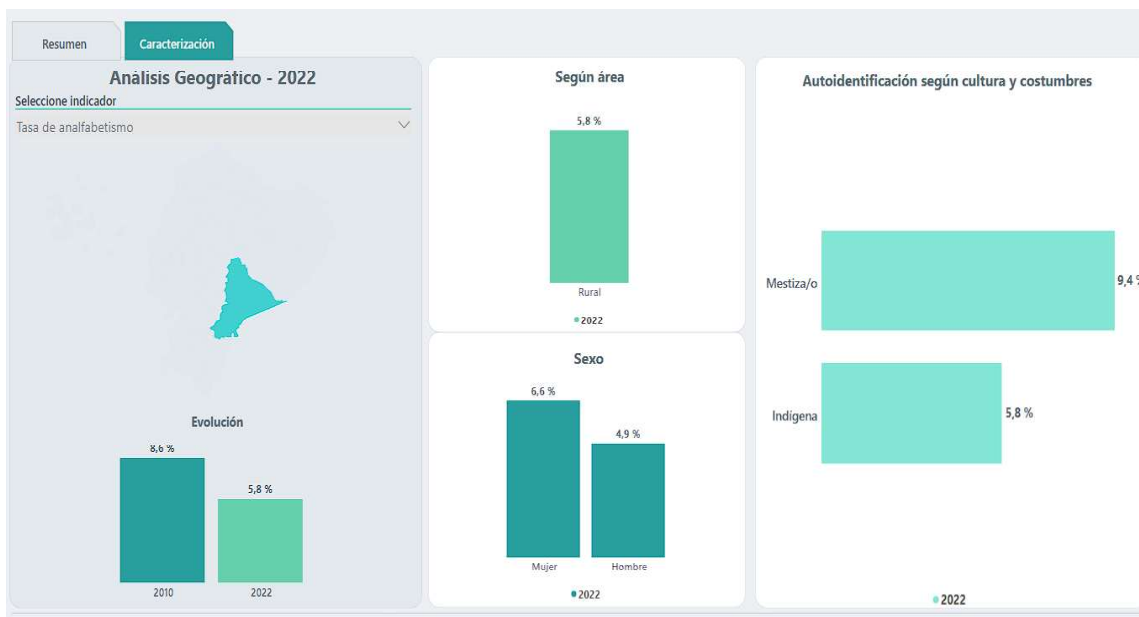 Resumen
Caracterización
Análisis Geográfico - 2022
Seleccione indicador
Tasa de analfabetismo
Evolución
8,6 %
5,8 %
2010
2022
Según área
5,8 %
Rural
2022
Sexo
6,6 %
4,9 %
Mujer
Hombre
2022
Autoidentificación según cultura y costumbres
Mestiza/o
9,4 %
Indígena
5,8 %
2022